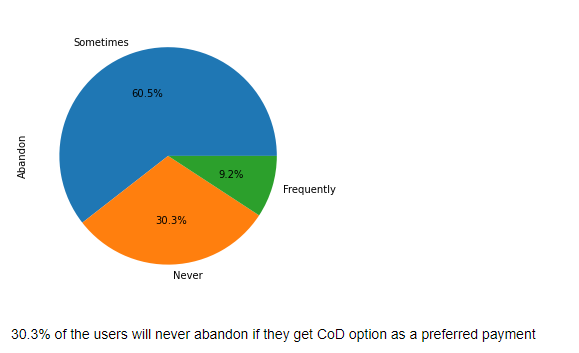 Sometimes
60.5%
Abandon
9.2%
Frequently
30.3%
Never
30.3% of the users will never abandon if they get CoD option as a preferred payment